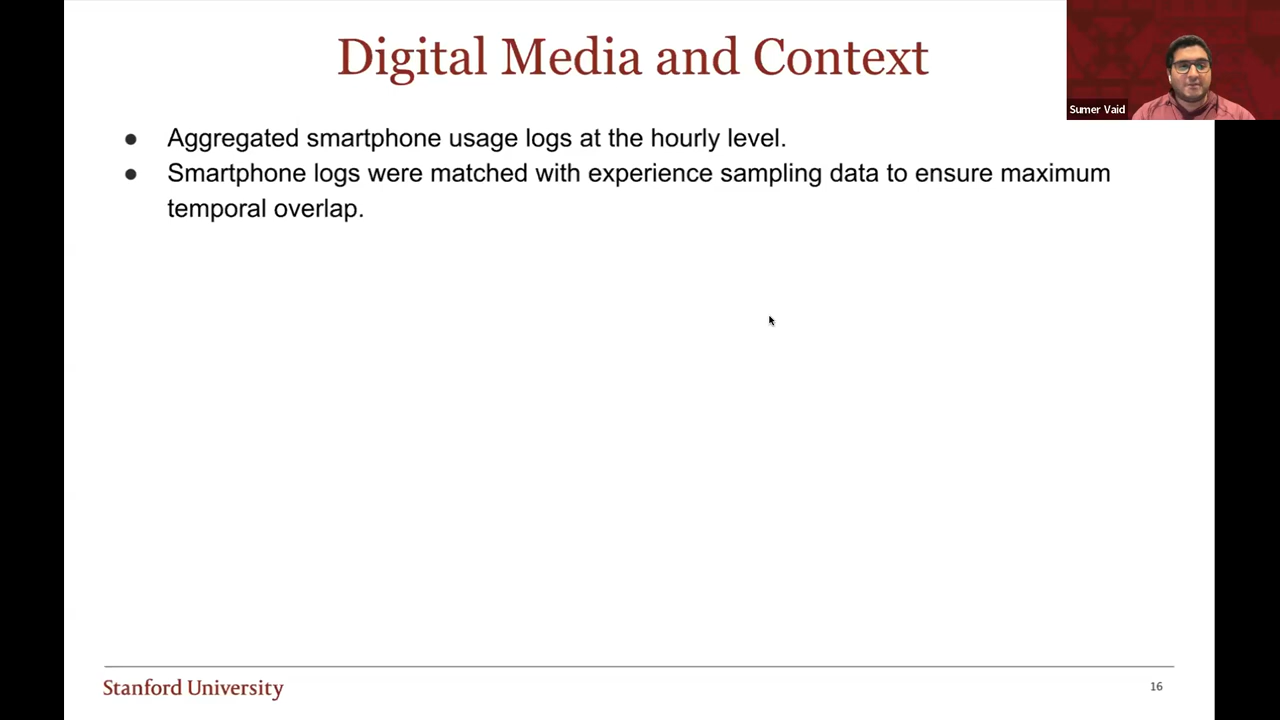 Digital Media and Context
Sumer Vaid
● Aggregated smartphone usage logs at the hourly level.
● Smartphone logs were matched with experience sampling data to ensure maximum
temporal overlap.
Stanford University
16